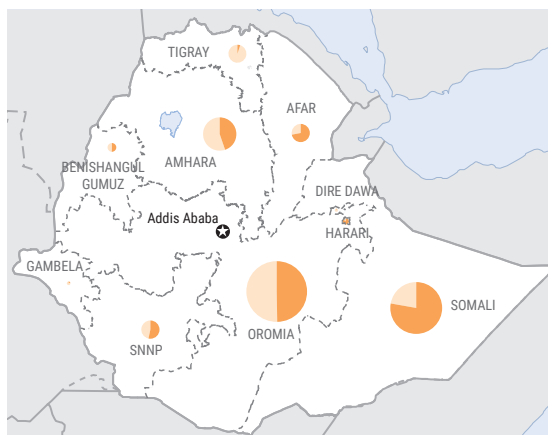 TIGRAY
AFAR
AMHARA
BENISHANGUL
GUMUZ
DIRE DAWA
Addis Ababa
HARARI
GAMBELA
SOMALI
OROMIA
SNNP